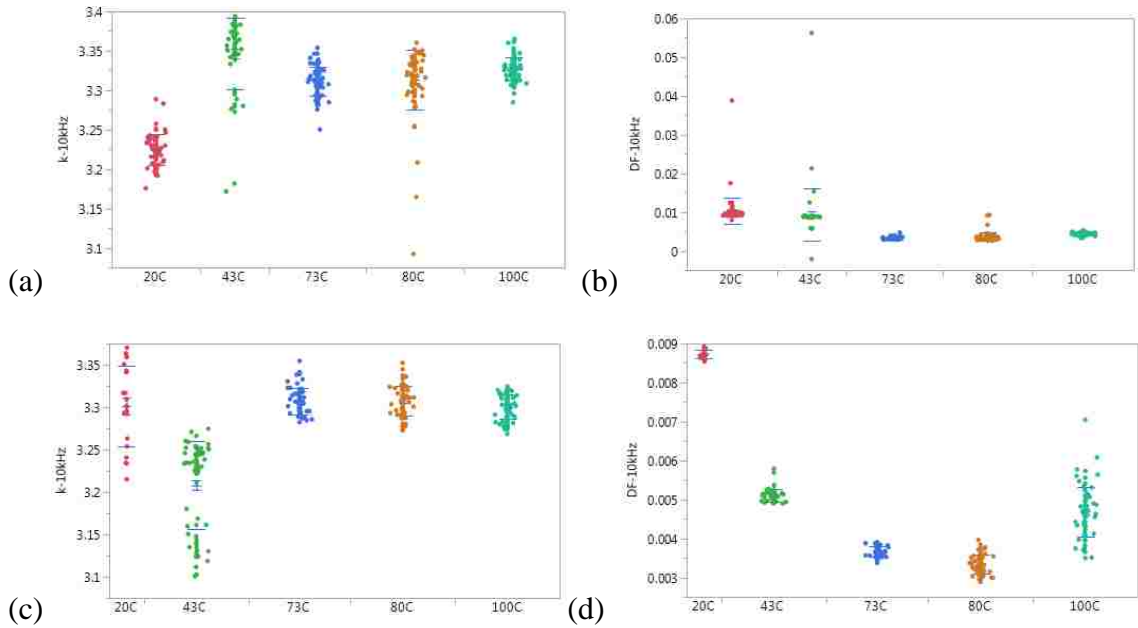 3.4
3.35
3.3
3.25
3.2
3.15
3.1
k-10kHz
20C 43C 73C 80C 100C
(a)
0.06
0.05
0.04
0.03
0.02
0.01
0
DF-10kHz
20C 43C 73C 80C 100C
(b)
3.35
3.3
3.25
3.2
3.15
3.1
k-10kHz
20C 43C 73C 80C 100C
(c)
0.009
0.008
0.007
0.006
0.005
0.004
0.003
DF-10kHz
20C 43C 73C 80C 100C
(d)